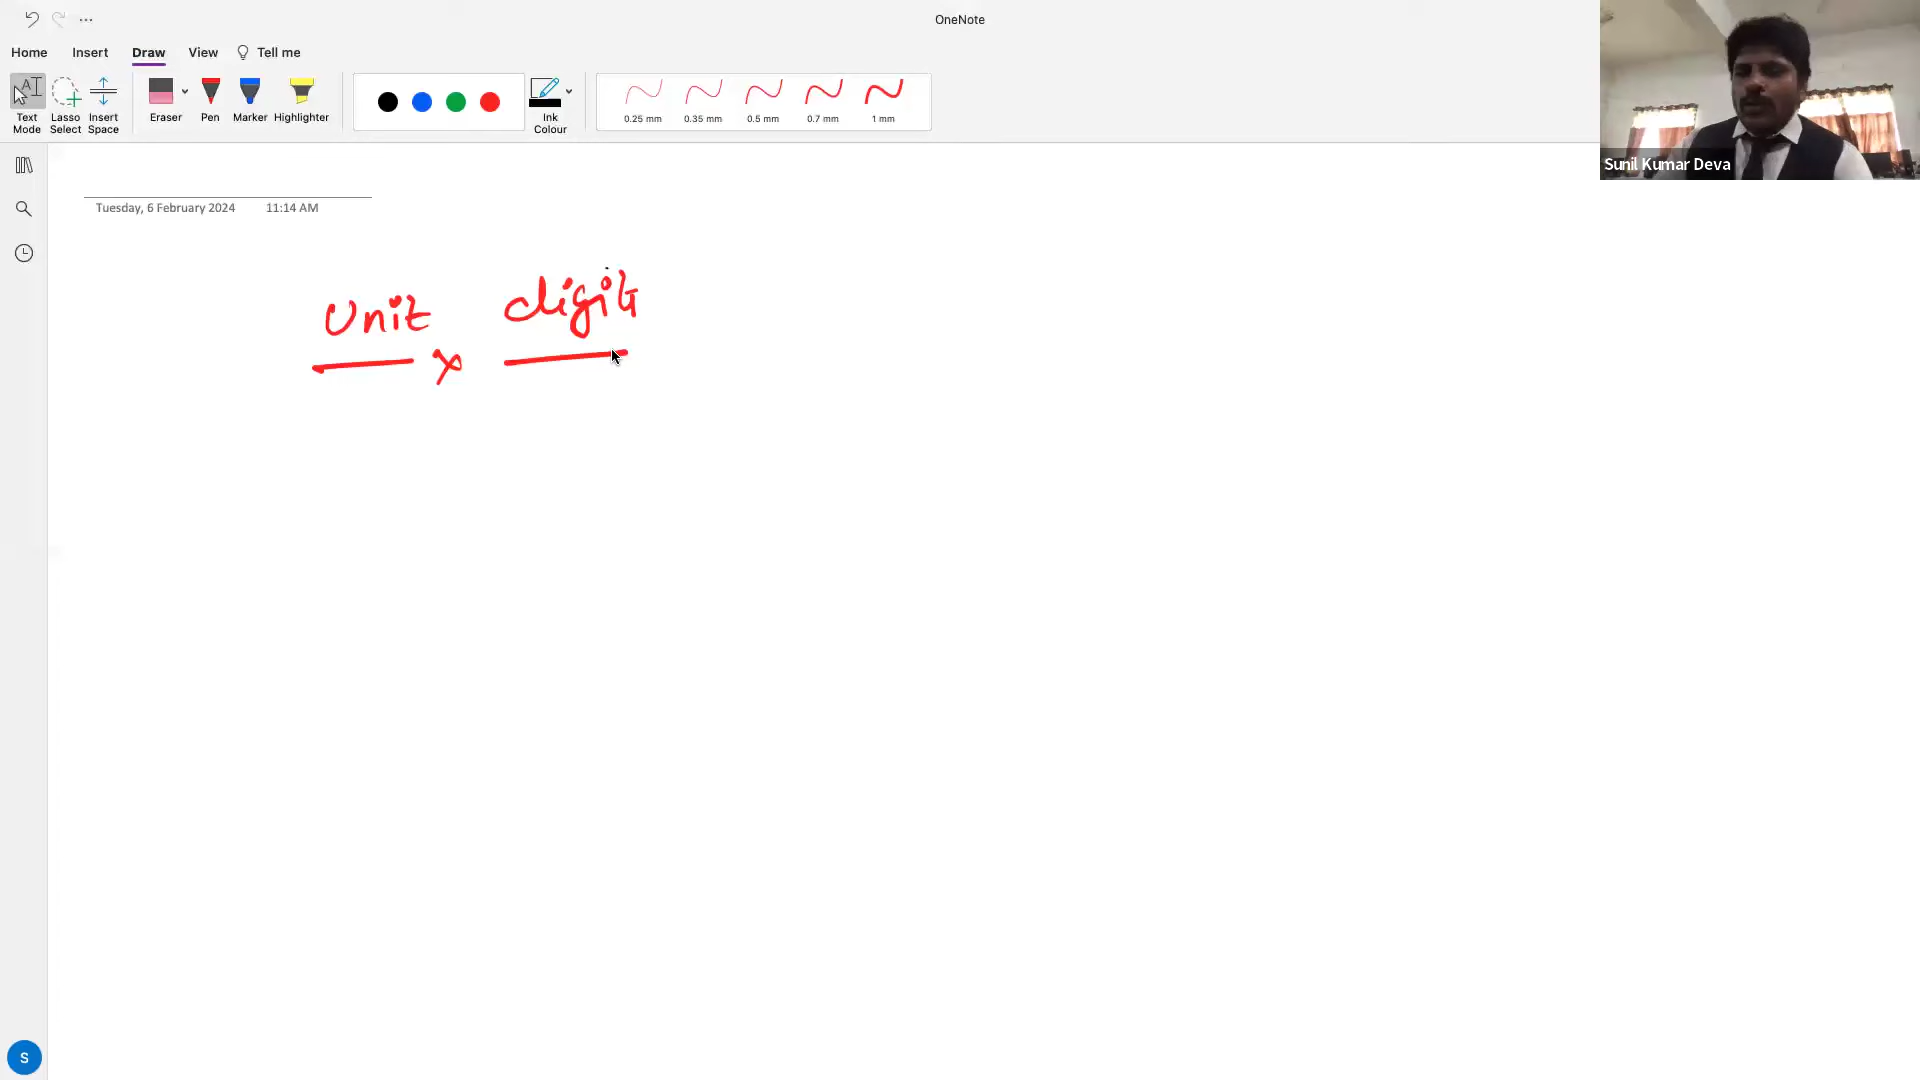 OneNote
Home Insert Draw View Tell me
Text Mode
Lasso Select
Insert Space
Eraser
Pen
Marker
Highlighter
Ink Colour
0.25 mm
0.35 mm
0.5 mm
0.7 mm
1 mm
Sunil Kumar Deva
Tuesday, 6 February 2024 11:14 AM
Unit digit
x
S